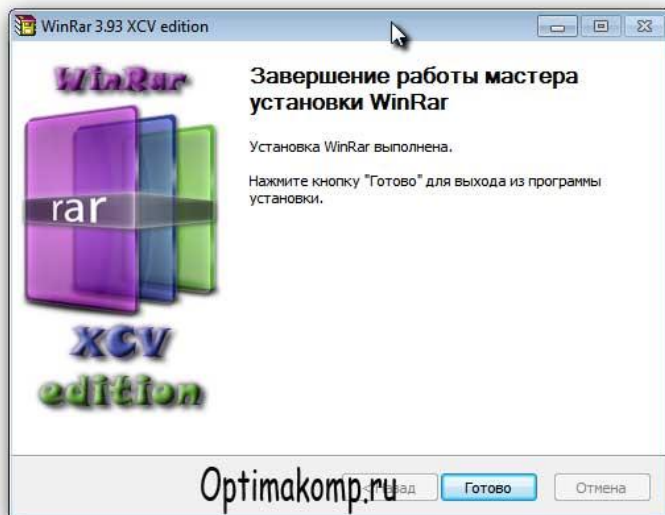 WinRar 3.93 XCV edition
WinRar
rar
XCV
edition
Завершение работы мастера
установки WinRar
Установка WinRar выполнена.
Нажмите кнопку "Готово" для выхода из программы
установки.
Optimakomp.ru
< Назад
Готово
Отмена